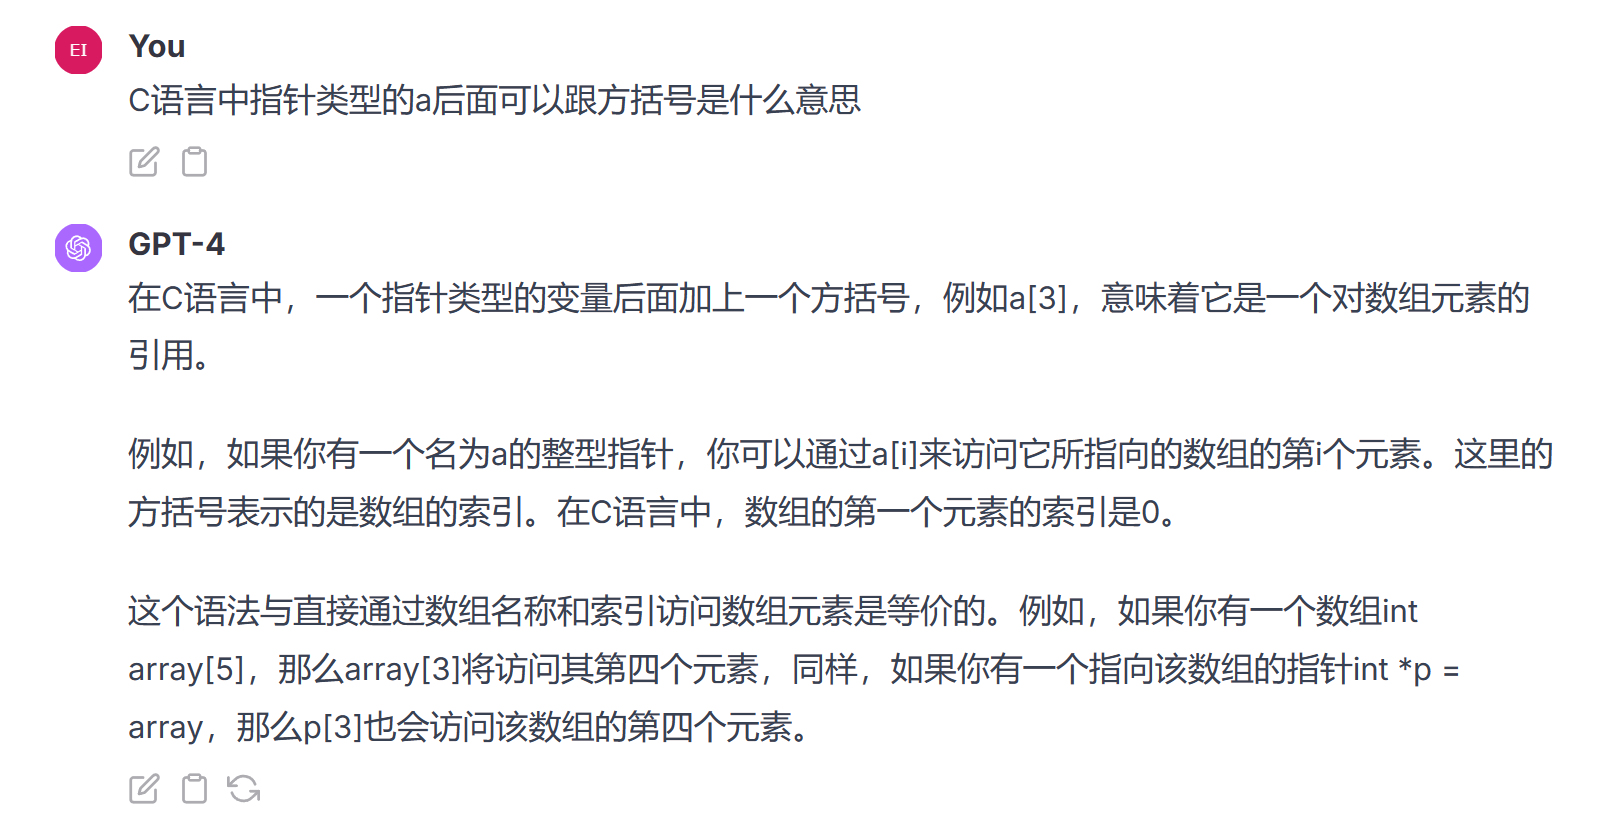 EI
You
C语言中指针类型的a后面可以跟方括号是什么意思
GPT-4
在C语言中，一个指针类型的变量后面加上一个方括号，例如a[3]，意味着它是一个对数组元素的
引用。
例如，如果你有一个名为a的整型指针，你可以通过a[i]来访问它所指向的数组的第i个元素。这里的
方括号表示的是数组的索引。在C语言中，数组的第一个元素的索引是0。
这个语法与直接通过数组名称和索引访问数组元素是等价的。例如，如果你有一个数组int
array[5]，那么array[3]将访问其第四个元素，同样，如果你有一个指向该数组的指针int *p =
array，那么p[3]也会访问该数组的第四个元素。